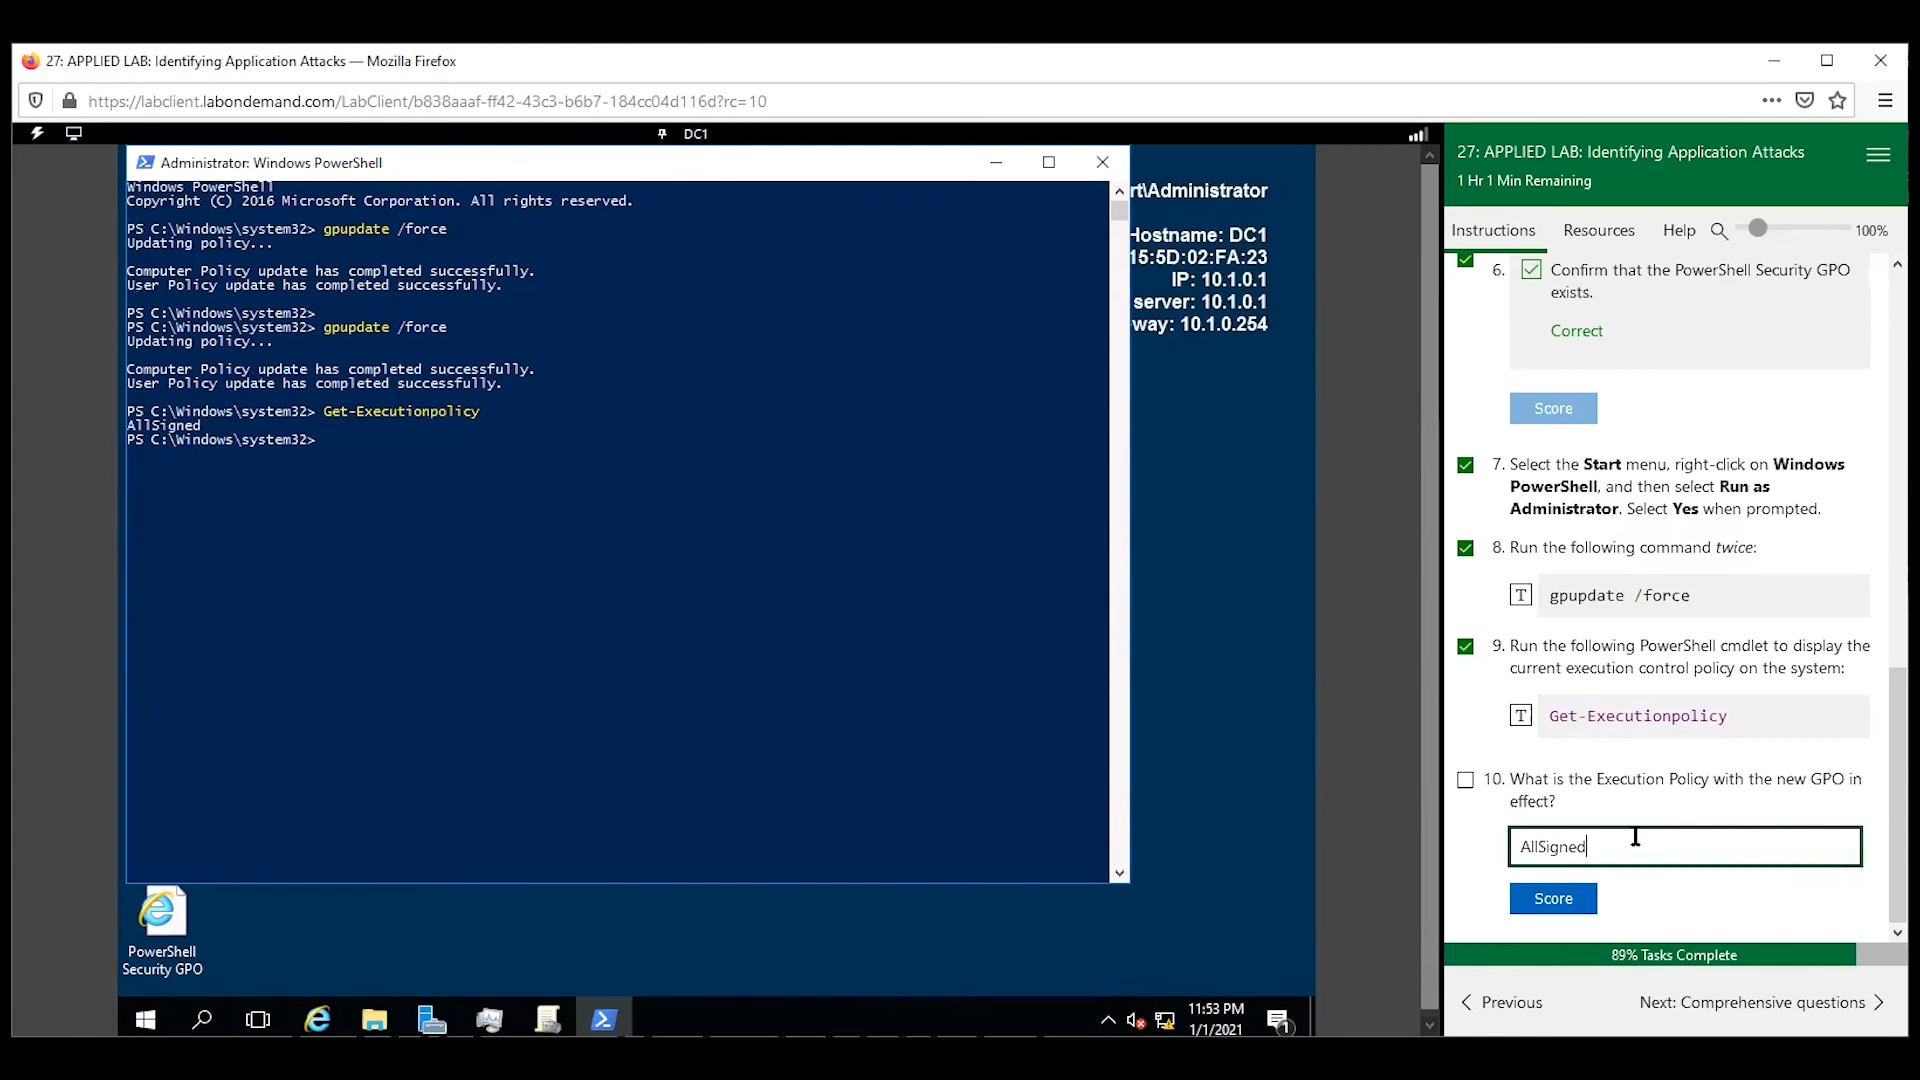 27: APPLIED LAB: Identifying Application Attacks — Mozilla Firefox
https://labclient.labondemand.com/LabClient/b838aaaf-ff42-43c3-b6b7-184cc04d116d?rc=10
DC1
Administrator: Windows PowerShell
Windows PowerShell
Copyright (C) 2016 Microsoft Corporation. All rights reserved.
PS C:\Windows\system32> gpupdate /force
Updating policy...
Computer Policy update has completed successfully.
User Policy update has completed successfully.
PS C:\Windows\system32>
PS C:\Windows\system32> gpupdate /force
Updating policy...
Computer Policy update has completed successfully.
User Policy update has completed successfully.
PS C:\Windows\system32> Get-Executionpolicy
AllSigned
PS C:\Windows\system32>
rt\Administrator
Hostname: DC1
15:5D:02:FA:23
IP: 10.1.0.1
server: 10.1.0.1
way: 10.1.0.254
PowerShell
Security GPO
11:53 PM
1/1/2021
1
27: APPLIED LAB: Identifying Application Attacks
1 Hr 1 Min Remaining
Instructions Resources Help 100%
6. Confirm that the PowerShell Security GPO
exists.
Correct
Score
7. Select the Start menu, right-click on Windows
PowerShell, and then select Run as
Administrator. Select Yes when prompted.
8. Run the following command twice:
T gpupdate /force
9. Run the following PowerShell cmdlet to display the
current execution control policy on the system:
T Get-Executionpolicy
10. What is the Execution Policy with the new GPO in
effect?
AllSigned
Score
89% Tasks Complete
Previous Next: Comprehensive questions